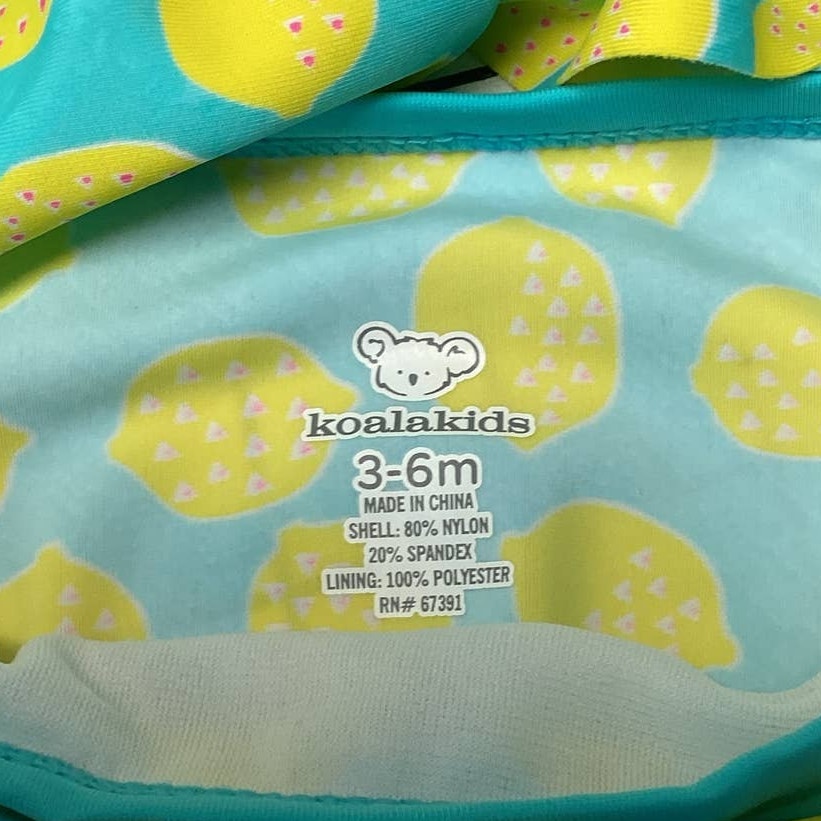 koalakids
3-6m
MADE IN CHINA
SHELL: 80% NYLON
20% SPANDEX
LINING: 100% POLYESTER
RN# 67391